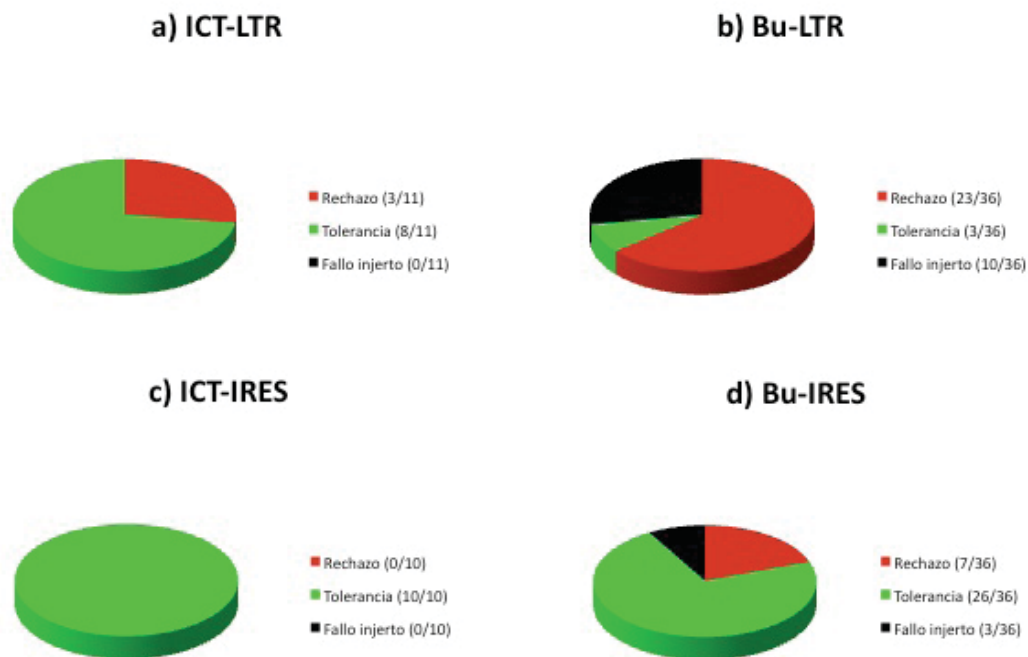 a) ICT-LTR
Rechazo (3/11)
Tolerancia (8/11)
Fallo injerto (0/11)
b) Bu-LTR
Rechazo (23/36)
Tolerancia (3/36)
Fallo injerto (10/36)
c) ICT-IRES
Rechazo (0/10)
Tolerancia (10/10)
Fallo injerto (0/10)
d) Bu-IRES
Rechazo (7/36)
Tolerancia (26/36)
Fallo injerto (3/36)